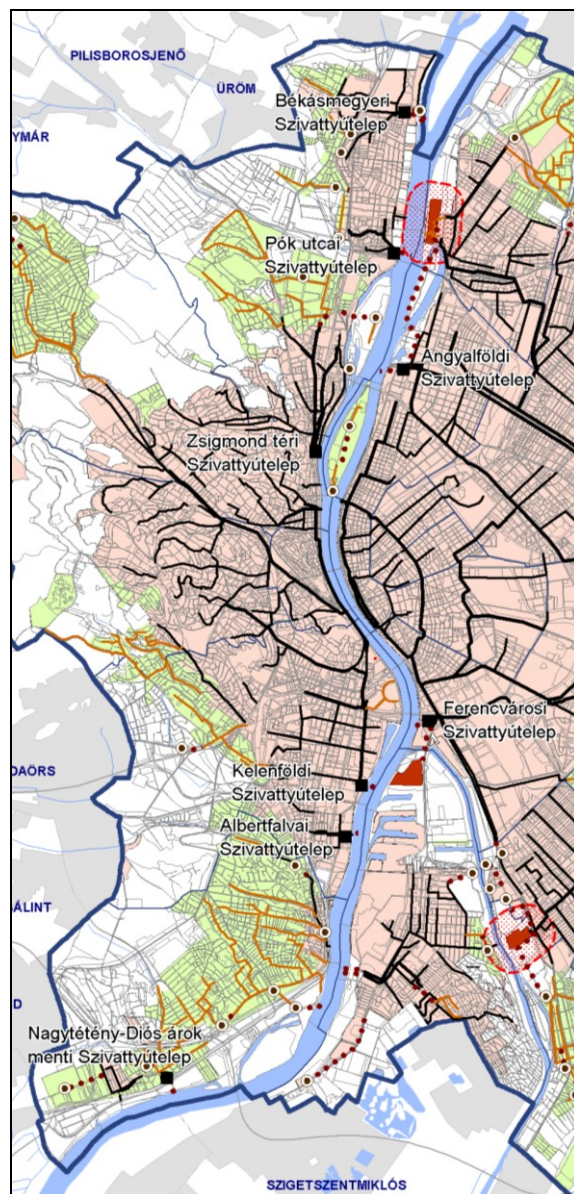 PILISBOROSJENŐ
ÜRÖM
Békásmegyeri
Szivattyútelep
YMÁR
Pók utcai
Szivattyútelep
Angyalföldi
Szivattyútelep
Zsigmond téri
Szivattyútelep
Ferencvárosi
Szivattyútelep
DAÖRS
Kelenföldi
Szivattyútelep
Albertfalvai
Szivattyútelep
ÁLINT
D
Nagytétény-Diós árok
menti Szivattyútelep
SZIGETSZENTMIKLÓS